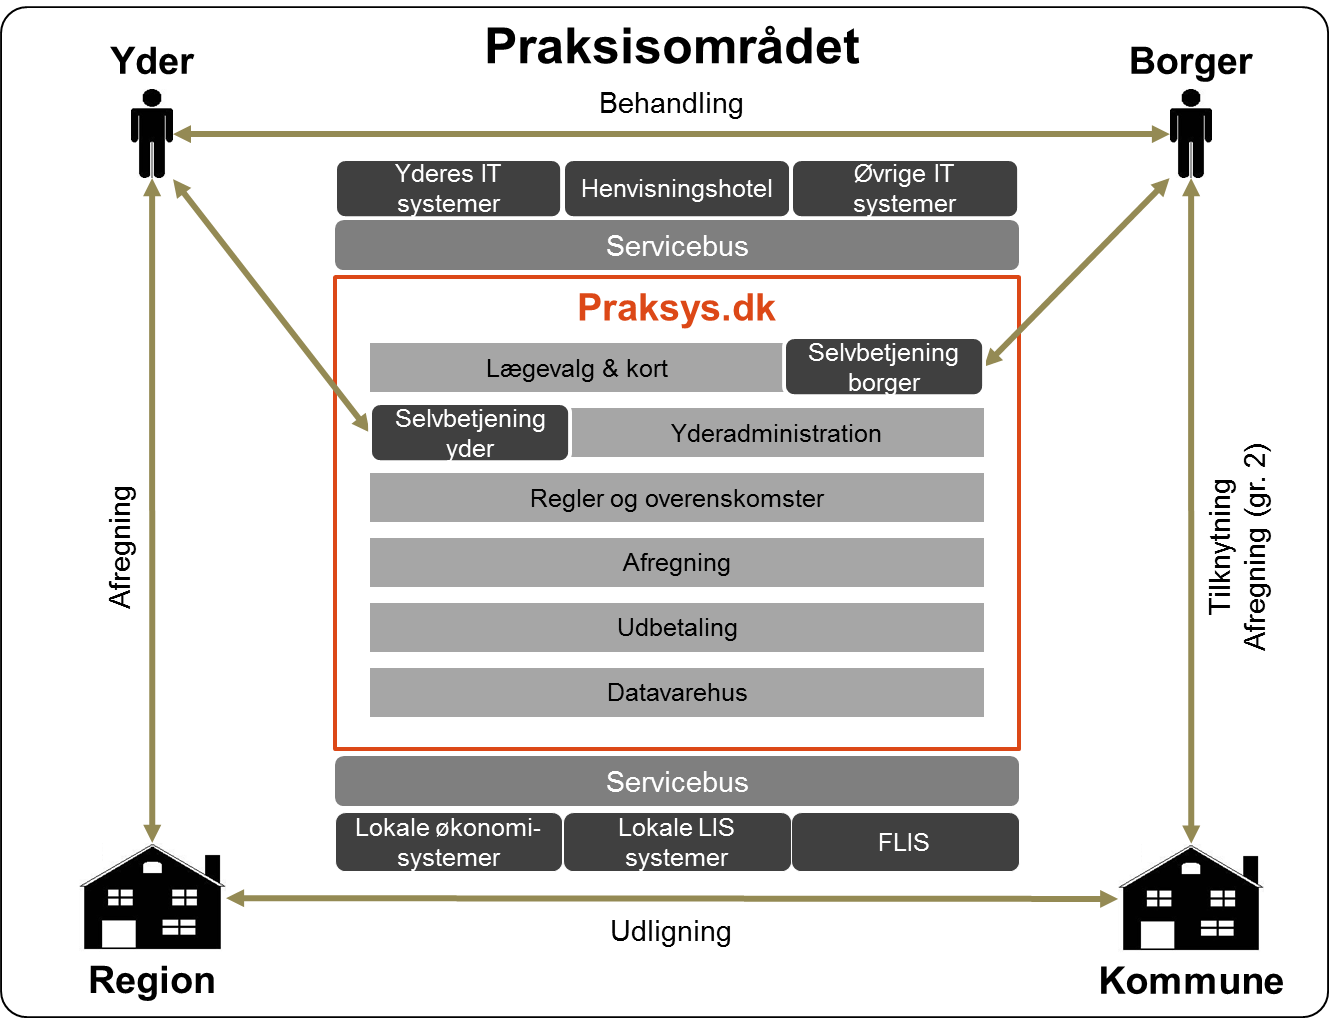 Praksisområdet
Yder
Borger
Behandling
Yderes IT
systemer
Henvisningshotel
Øvrige IT
systemer
Servicebus
Praksys.dk
Lægevalg & kort
Selvbetjening
borger
Selvbetjening
yder
Yderadministration
Regler og overenskomster
Afregning
Udbetaling
Datavarehus
Afregning
Tilknytning
Afregning (gr. 2)
Servicebus
Lokale økonomi-
systemer
Lokale LIS
systemer
FLIS
Udligning
Region
Kommune